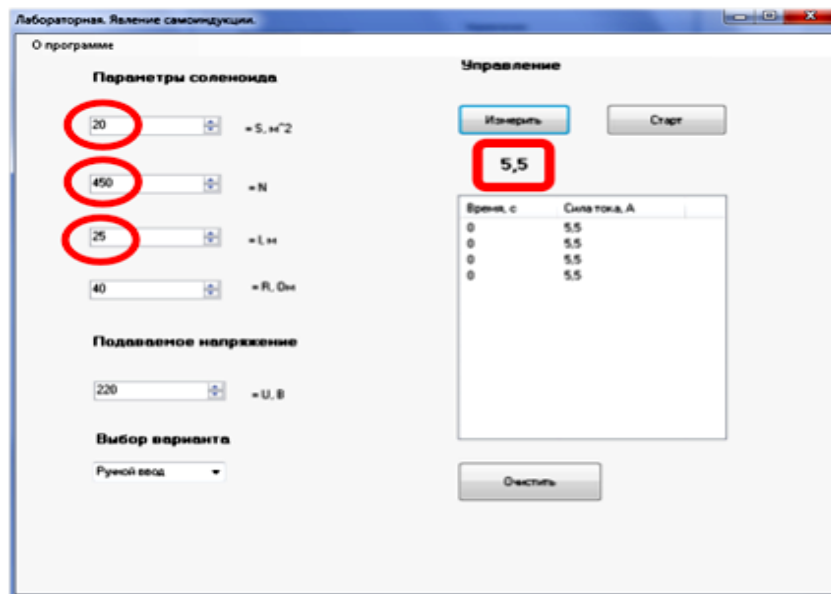 Лабораторная. Явление самоиндукции.
О программе
Параметры соленоида
20 = S, м^2
450 = N
25 = l, м
40 = R, Ом
Подаваемое напряжение
220 = U, В
Выбор варианта
Ручной ввод
Управление
Измерить Старт
5,5
Время, с Сила тока, А
0 5,5
0 5,5
0 5,5
0 5,5
Очистить